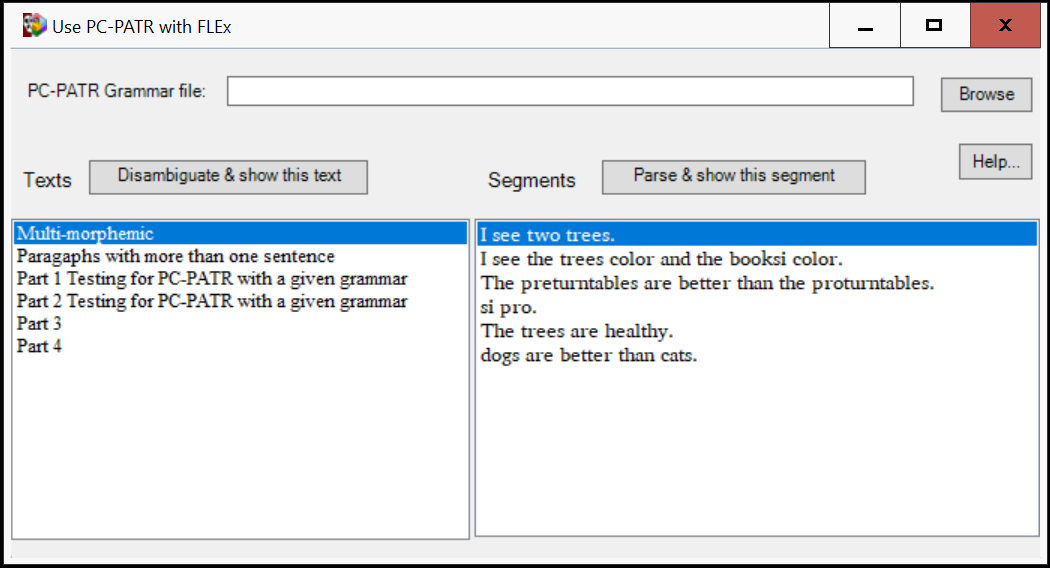 Use PC-PATR with FLEx
PC-PATR Grammar file:
Browse
Help...
Texts
Disambiguate & show this text
Segments
Parse & show this segment
Multi-morphemic
Paragaphs with more than one sentence
Part 1 Testing for PC-PATR with a given grammar
Part 2 Testing for PC-PATR with a given grammar
Part 3
Part 4
I see two trees.
I see the trees color and the booksi color.
The preturntables are better than the proturntables.
si pro.
The trees are healthy.
dogs are better than cats.